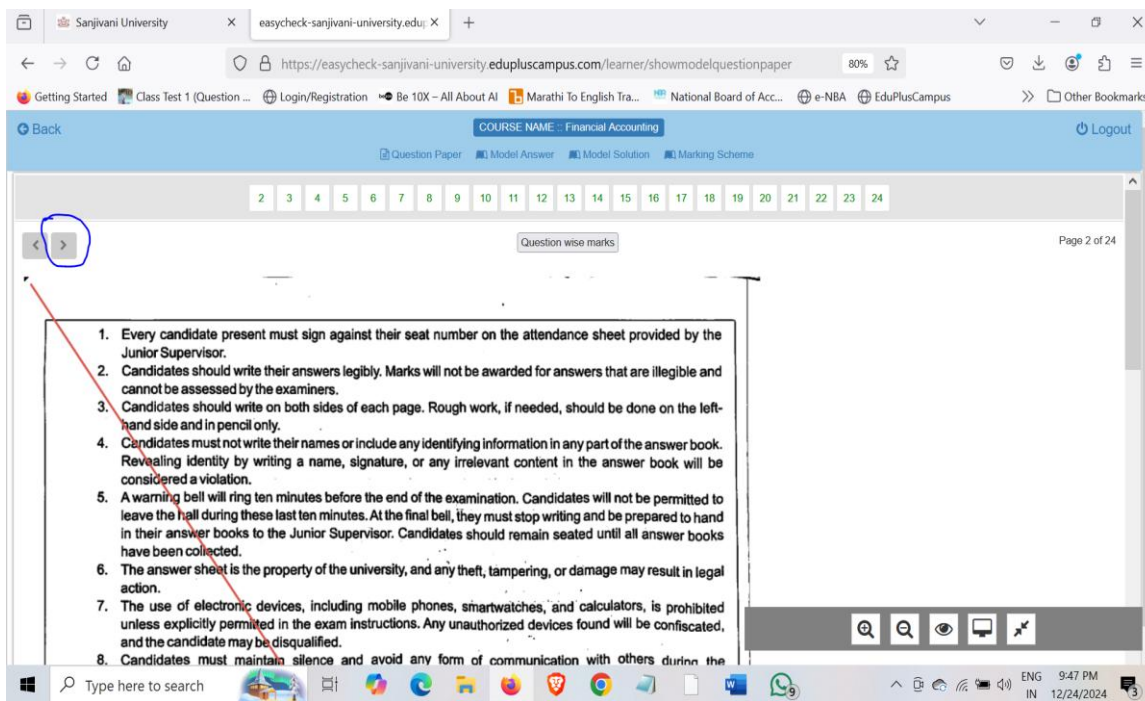 Sanjivani University
easycheck-sanjivani-university.edup
https://easycheck-sanjivani-university.edupluscampus.com/learner/showmodelquestionpaper
80%
Getting Started
Class Test 1 (Question ...
Login/Registration
Be 10X – All About AI
Marathi To English Tra...
National Board of Acc...
e-NBA
EduPlusCampus
Other Bookmarks
Back
COURSE NAME :: Financial Accounting
Logout
Question Paper
Model Answer
Model Solution
Marking Scheme
2 3 4 5 6 7 8 9 10 11 12 13 14 15 16 17 18 19 20 21 22 23 24
Question wise marks
Page 2 of 24
1. Every candidate present must sign against their seat number on the attendance sheet provided by the
Junior Supervisor.
2. Candidates should write their answers legibly. Marks will not be awarded for answers that are illegible and
cannot be assessed by the examiners.
3. Candidates should write on both sides of each page. Rough work, if needed, should be done on the left-
hand side and in pencil only.
4. Candidates must not write their names or include any identifying information in any part of the answer book.
Revealing identity by writing a name, signature, or any irrelevant content in the answer book will be
considered a violation.
5. A warning bell will ring ten minutes before the end of the examination. Candidates will not be permitted to
leave the hall during these last ten minutes. At the final bell, they must stop writing and be prepared to hand
in their answer books to the Junior Supervisor. Candidates should remain seated until all answer books
have been collected.
6. The answer sheet is the property of the university, and any theft, tampering, or damage may result in legal
action.
7. The use of electronic devices, including mobile phones, smartwatches, and calculators, is prohibited
unless explicitly permitted in the exam instructions. Any unauthorized devices found will be confiscated,
and the candidate may be disqualified.
8. Candidates must maintain silence and avoid any form of communication with others during the
Type here to search
9
ENG
IN
9:47 PM
12/24/2024
3